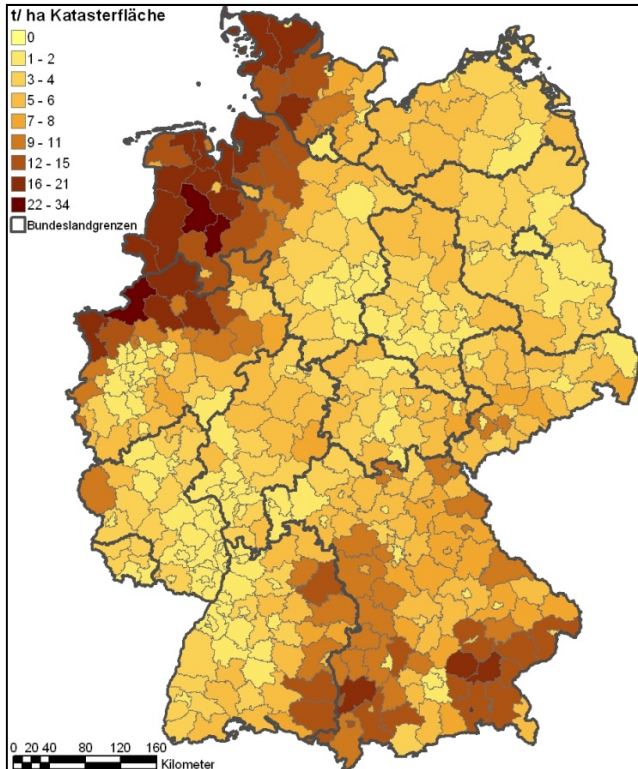 t/ ha Katasterfläche
0
1 - 2
3 - 4
5 - 6
7 - 8
9 - 11
12 - 15
16 - 21
22 - 34
Bundeslandgrenzen
0 20 40 80 120 160
Kilometer